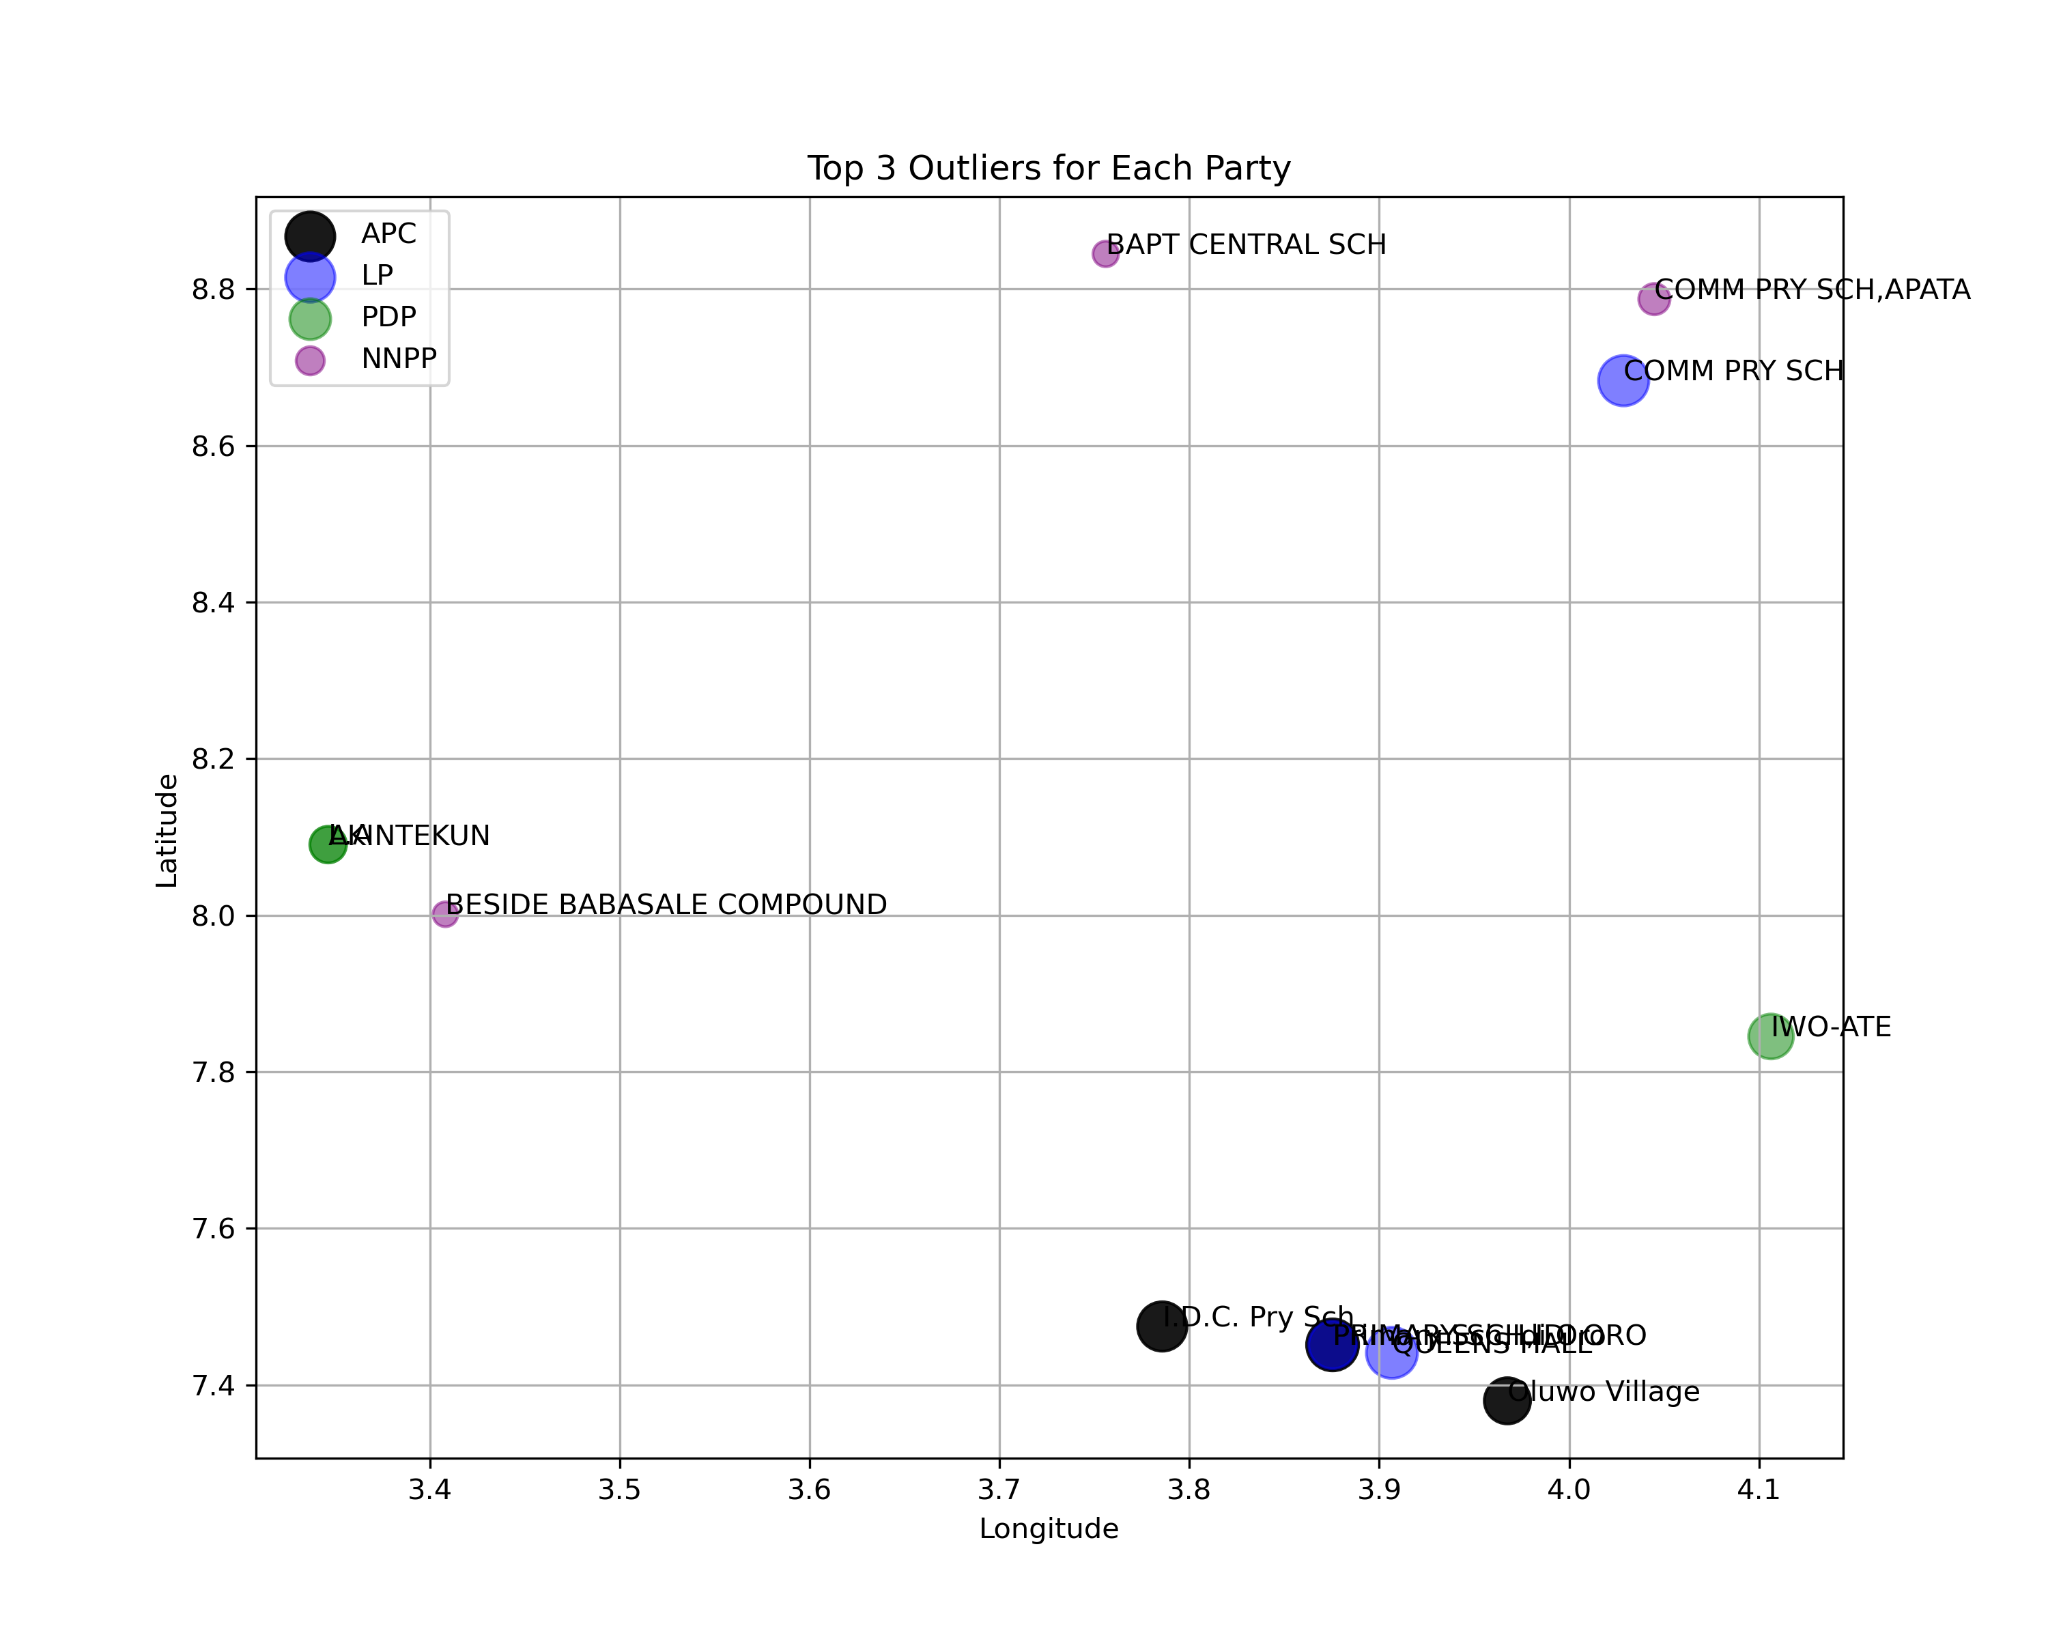 Top 3 Outliers for Each Party
APC
LP
PDP
NNPP
BAPT CENTRAL SCH
COMM PRY SCH,APATA
COMM PRY SCH
AKINTEKUN
BESIDE BABASALE COMPOUND
IWO-ATE
I.D.C. Pry Sch
QUEENS HALL
Oluwo Village
8.8
8.6
8.4
8.2
8.0
7.8
7.6
7.4
Latitude
3.4
3.5
3.6
3.7
3.8
3.9
4.0
4.1
Longitude